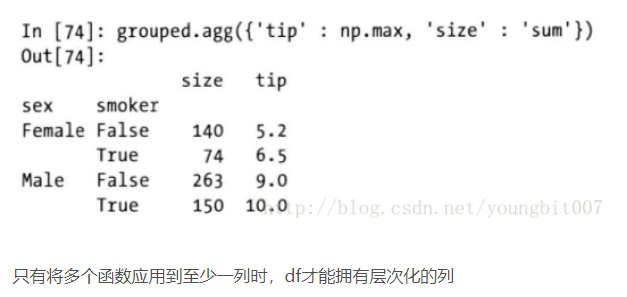 In [74]: grouped.agg({'tip' : np.max, 'size' : 'sum'})
Out[74]:
size tip
sex smoker
Female False 140 5.2
True 74 6.5
Male False 263 9.0
True 150 10.0
http://blog.csdn.net/youngbit007
只有将多个函数应用到至少一列时，df才能拥有层次化的列